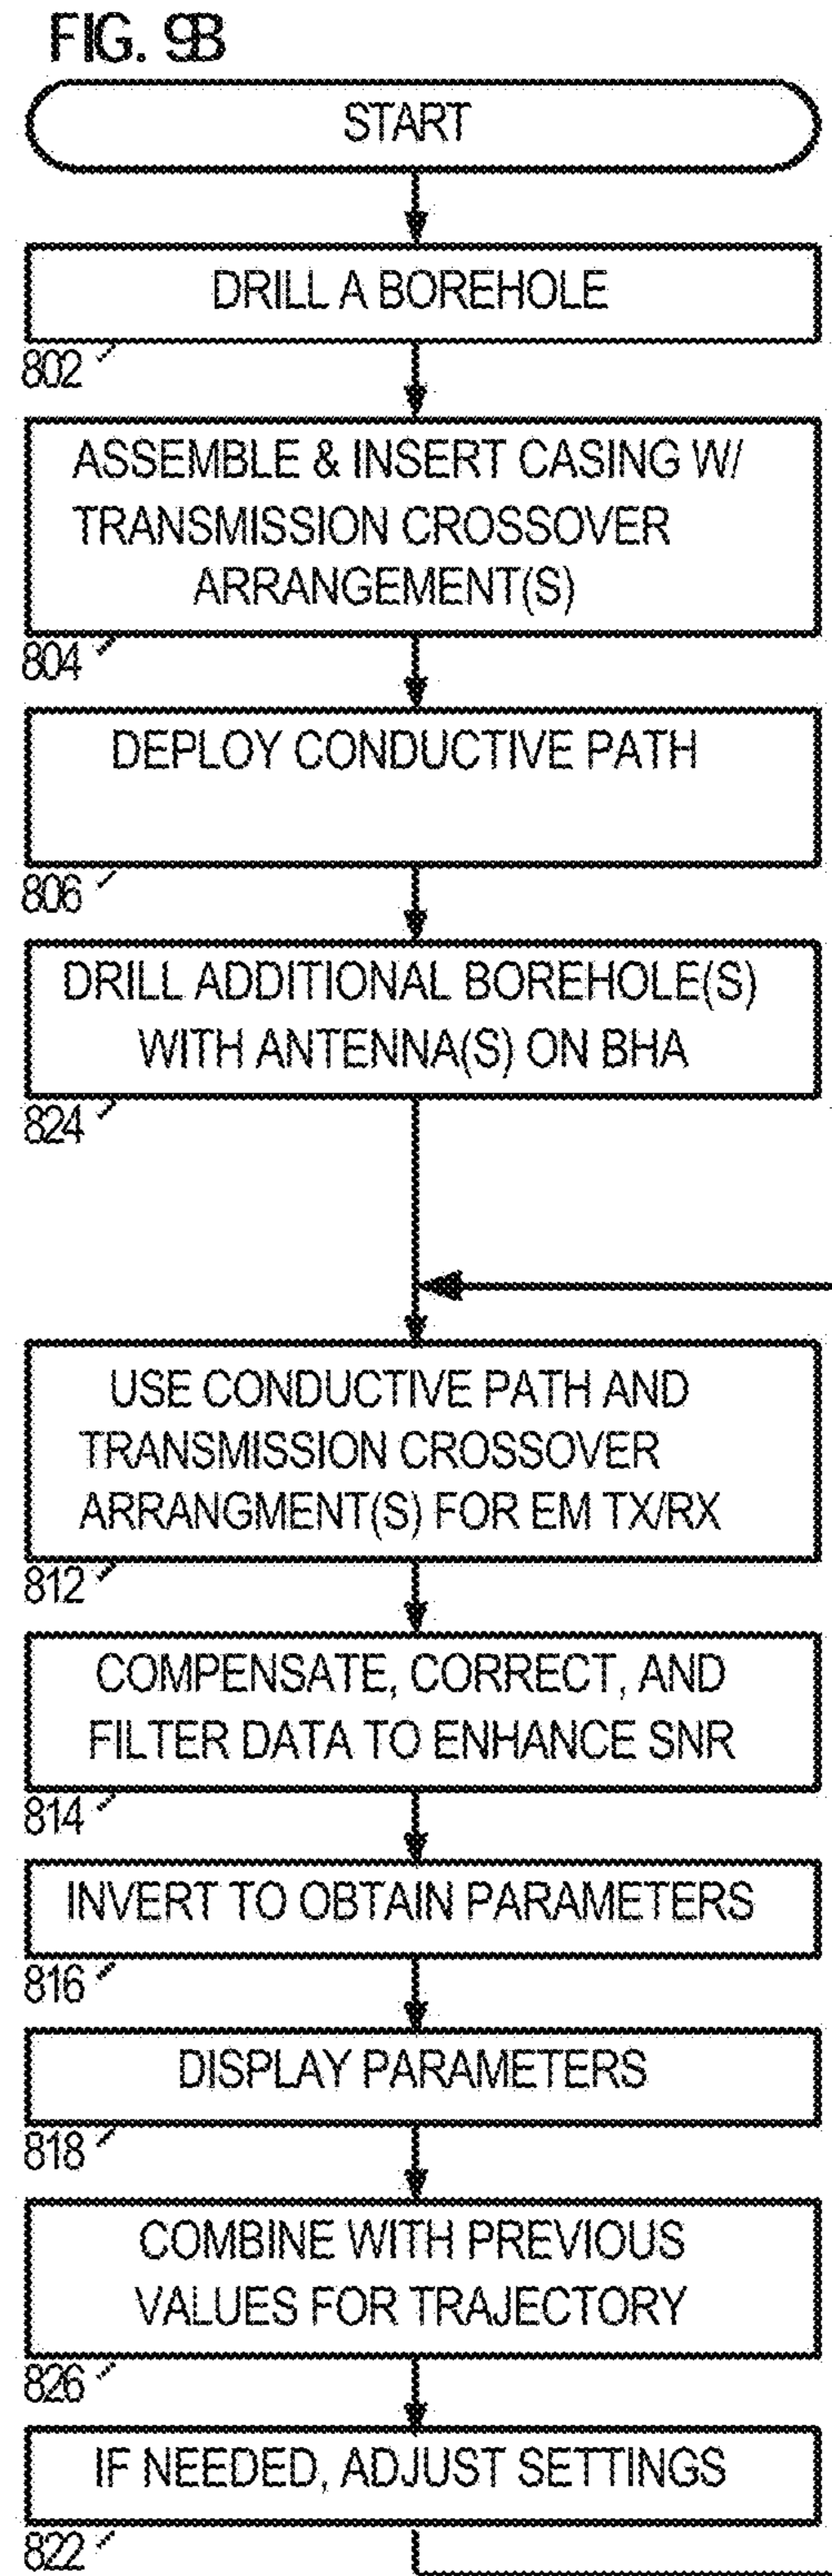 FIG. 9B
START
DRILL A BOREHOLE
802
ASSEMBLE & INSERT CASING W/
TRANSMISSION CROSSOVER
ARRANGEMENT(S)
804
DEPLOY CONDUCTIVE PATH
806
DRILL ADDITIONAL BOREHOLE(S)
WITH ANTENNA(S) ON BHA
824
USE CONDUCTIVE PATH AND
TRANSMISSION CROSSOVER
ARRANGMENT(S) FOR EM TX/RX
812
COMPENSATE, CORRECT, AND
FILTER DATA TO ENHANCE SNR
814
INVERT TO OBTAIN PARAMETERS
816
DISPLAY PARAMETERS
818
COMBINE WITH PREVIOUS
VALUES FOR TRAJECTORY
826
IF NEEDED, ADJUST SETTINGS
822